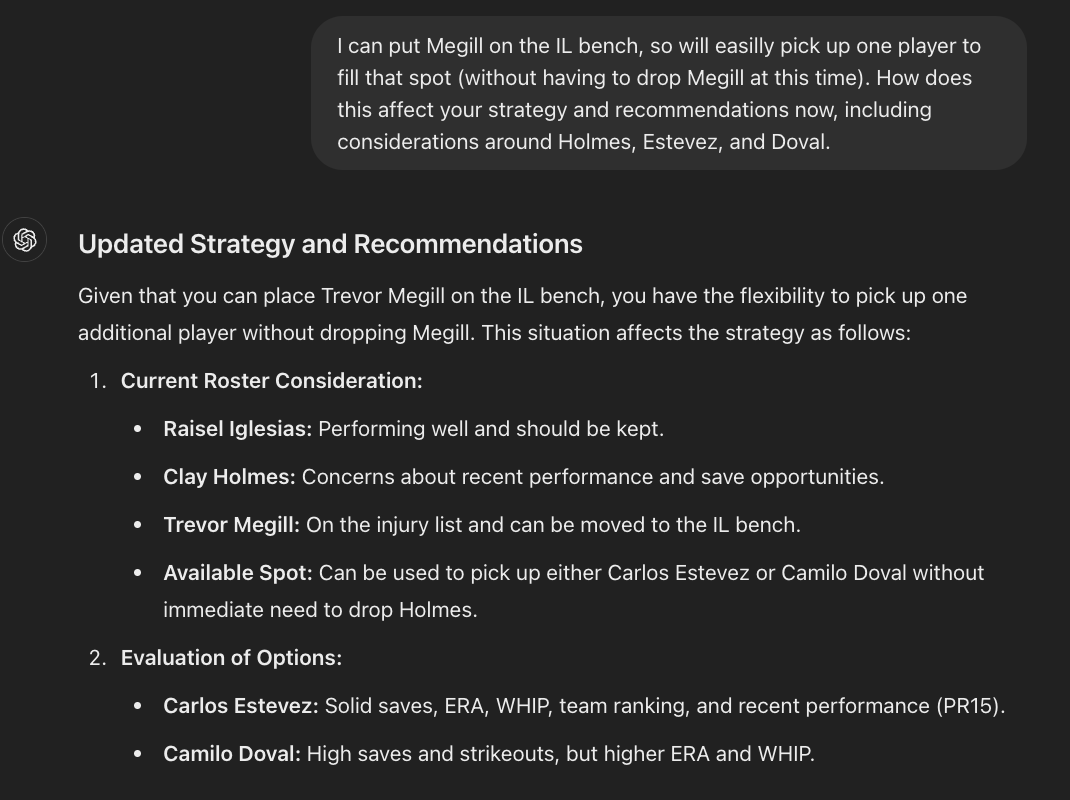 I can put Megill on the IL bench, so will easilly pick up one player to
fill that spot (without having to drop Megill at this time). How does
this affect your strategy and recommendations now, including
considerations around Holmes, Estevez, and Doval.
Updated Strategy and Recommendations
Given that you can place Trevor Megill on the IL bench, you have the flexibility to pick up one
additional player without dropping Megill. This situation affects the strategy as follows:
1. Current Roster Consideration:
• Raisel Iglesias: Performing well and should be kept.
• Clay Holmes: Concerns about recent performance and save opportunities.
• Trevor Megill: On the injury list and can be moved to the IL bench.
• Available Spot: Can be used to pick up either Carlos Estevez or Camilo Doval without
immediate need to drop Holmes.
2. Evaluation of Options:
• Carlos Estevez: Solid saves, ERA, WHIP, team ranking, and recent performance (PR15).
• Camilo Doval: High saves and strikeouts, but higher ERA and WHIP.